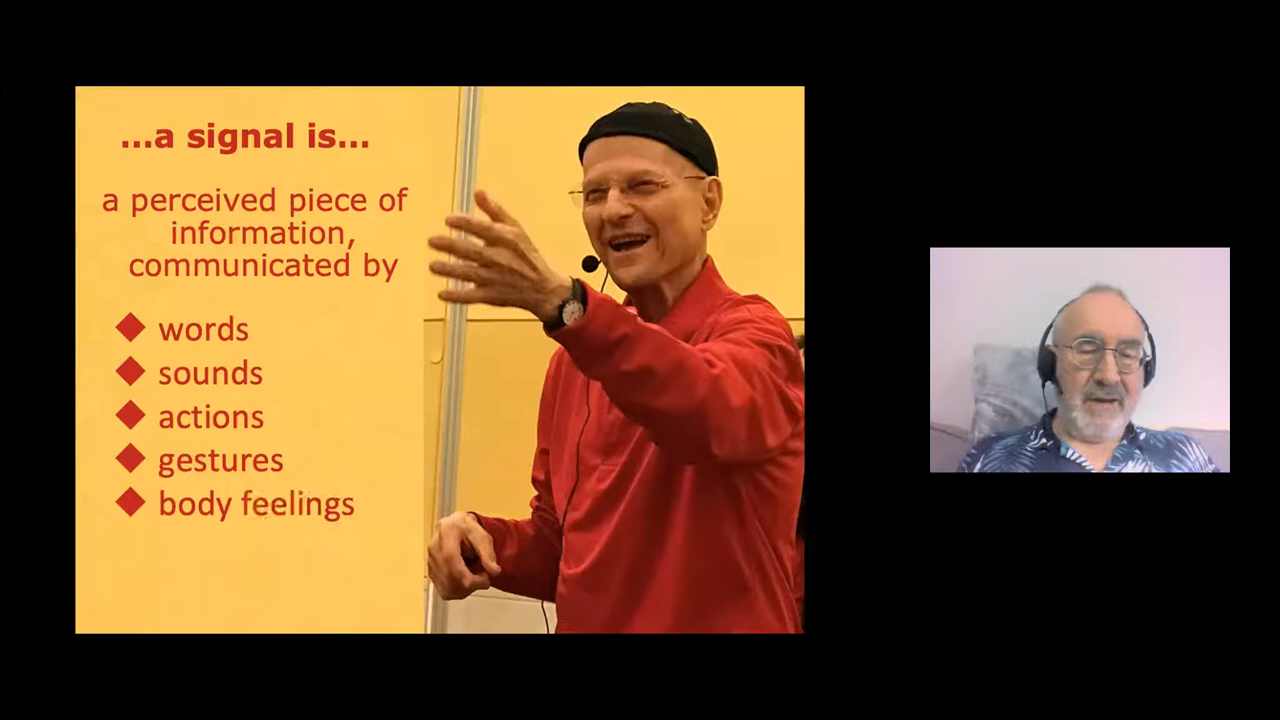 ...a signal is...
a perceived piece of
information,
communicated by
words
sounds
actions
gestures
body feelings